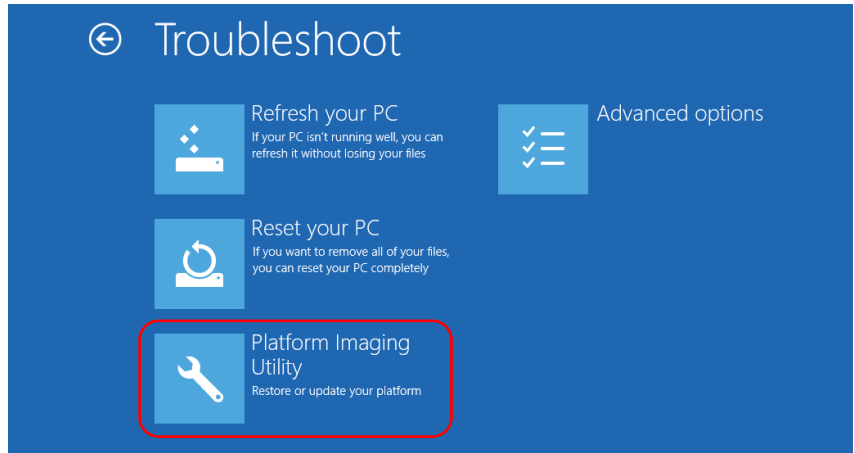 Troubleshoot
Refresh your PC
If your PC isn't running well, you can
refresh it without losing your files
Advanced options
Reset your PC
If you want to remove all of your files,
you can reset your PC completely
Platform Imaging
Utility
Restore or update your platform